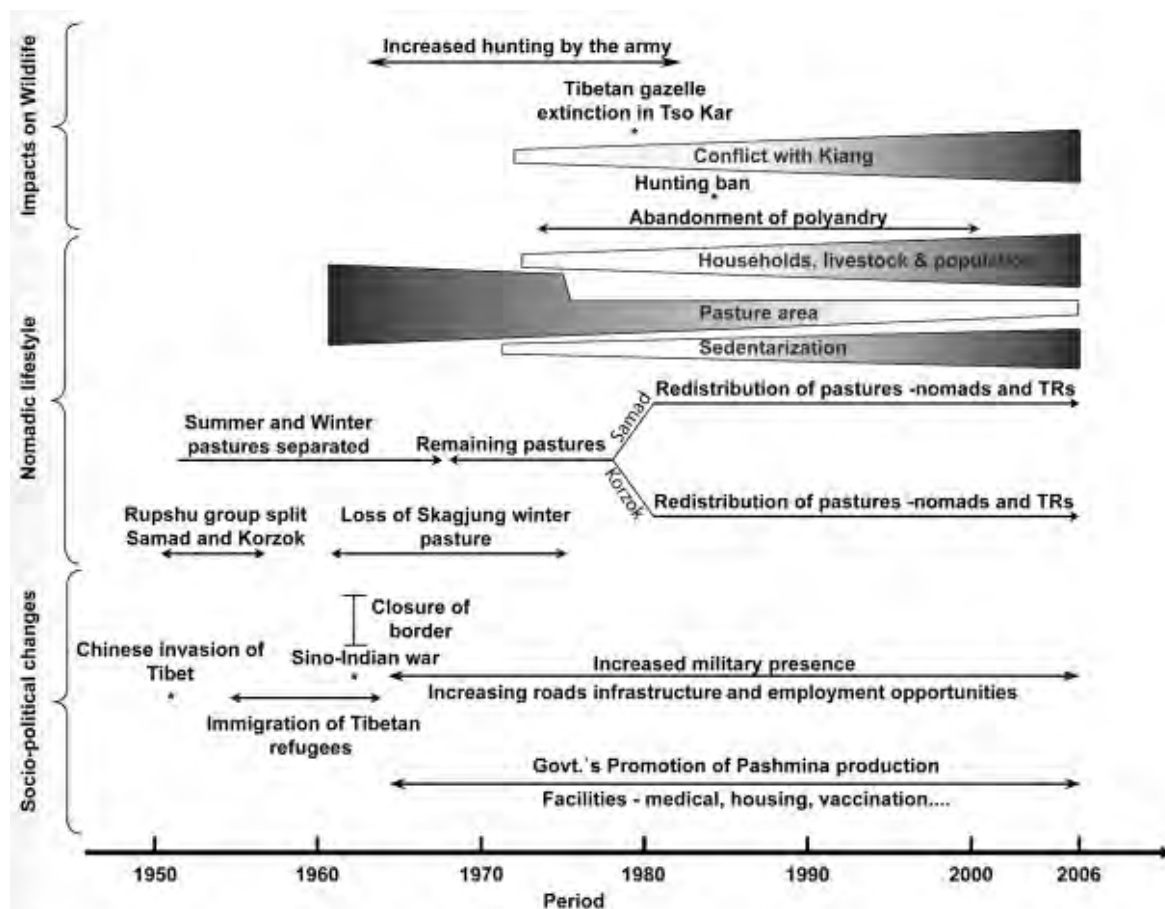 Impacts on Wildlife
Increased hunting by the army
Tibetan gazelle
extinction in Tso Kar
*
Conflict with Kiang
Hunting ban
*
Nomadic lifestyle
Abandonment of polyandry
Households, livestock & population
Pasture area
Sedentarization
Redistribution of pastures -nomads and TRs
Samad
Summer and Winter
pastures separated
Remaining pastures
Korzok
Redistribution of pastures -nomads and TRs
Rupshu group split
Samad and Korzok
Loss of Skagjung winter
pasture
Socio-political changes
Closure of
border
Chinese invasion of
Tibet
*
Sino-Indian war
*
Increased military presence
Increasing roads infrastructure and employment opportunities
Immigration of Tibetan
refugees
Govt.'s Promotion of Pashmina production
Facilities - medical, housing, vaccination....
1950 1960 1970 1980 1990 2000 2006
Period